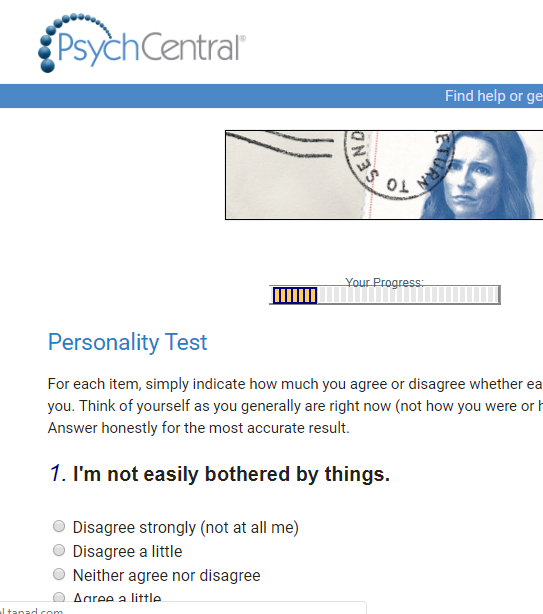 PsychCentral®
Find help or ge
RETURN TO SEND
Your Progress:
Personality Test
For each item, simply indicate how much you agree or disagree whether ea
you. Think of yourself as you generally are right now (not how you were or h
Answer honestly for the most accurate result.
1. I'm not easily bothered by things.
Disagree strongly (not at all me)
Disagree a little
Neither agree nor disagree
Agree a little
l.tapad.com